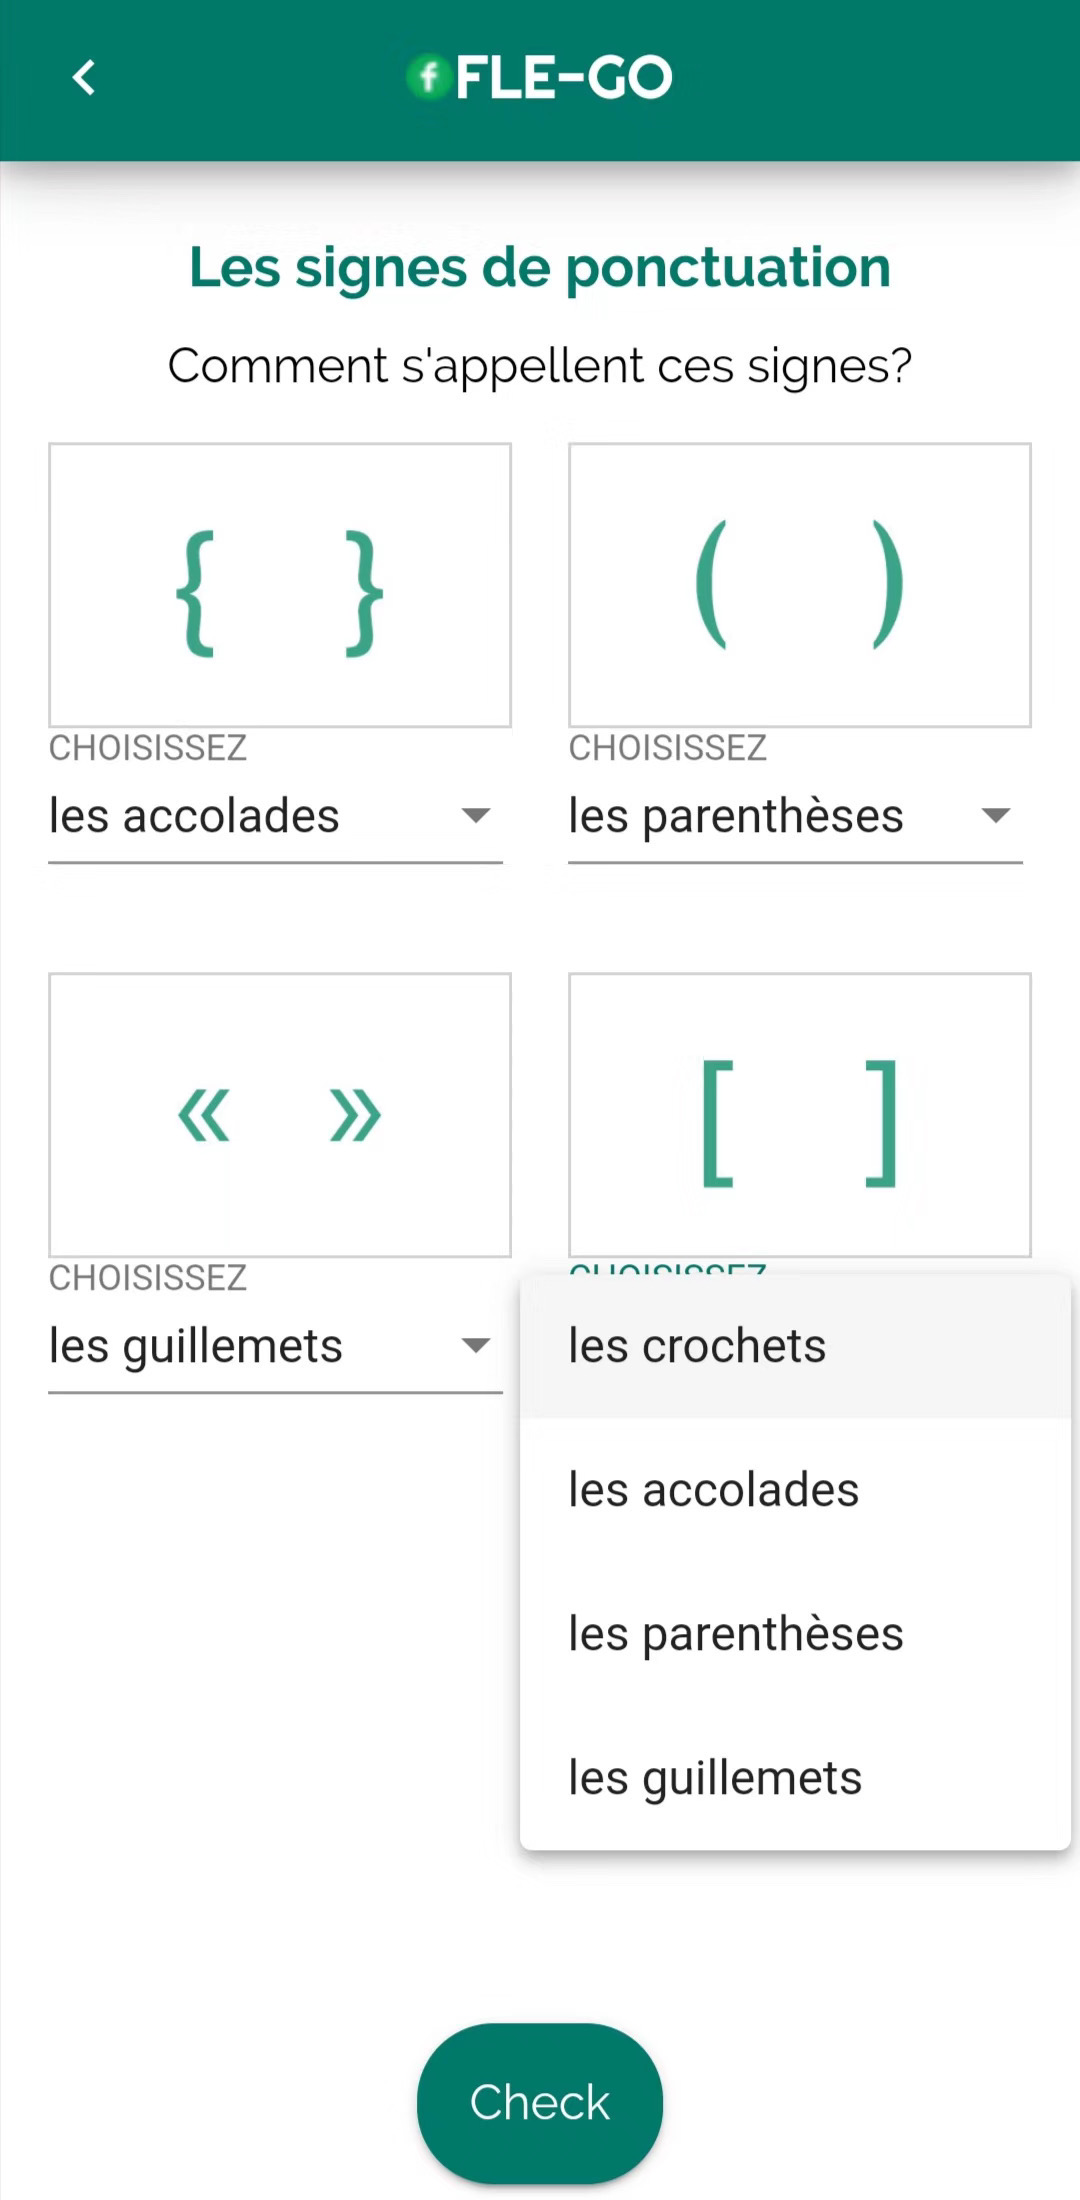 FLE-GO
Les signes de ponctuation
Comment s'appellent ces signes?
{ }
( )
CHOISISSEZ
CHOISISSEZ
les accolades
les parenthèses
« »
[ ]
CHOISISSEZ
CHOISISSEZ
les guillemets
les crochets
les accolades
les parenthèses
les guillemets
Check